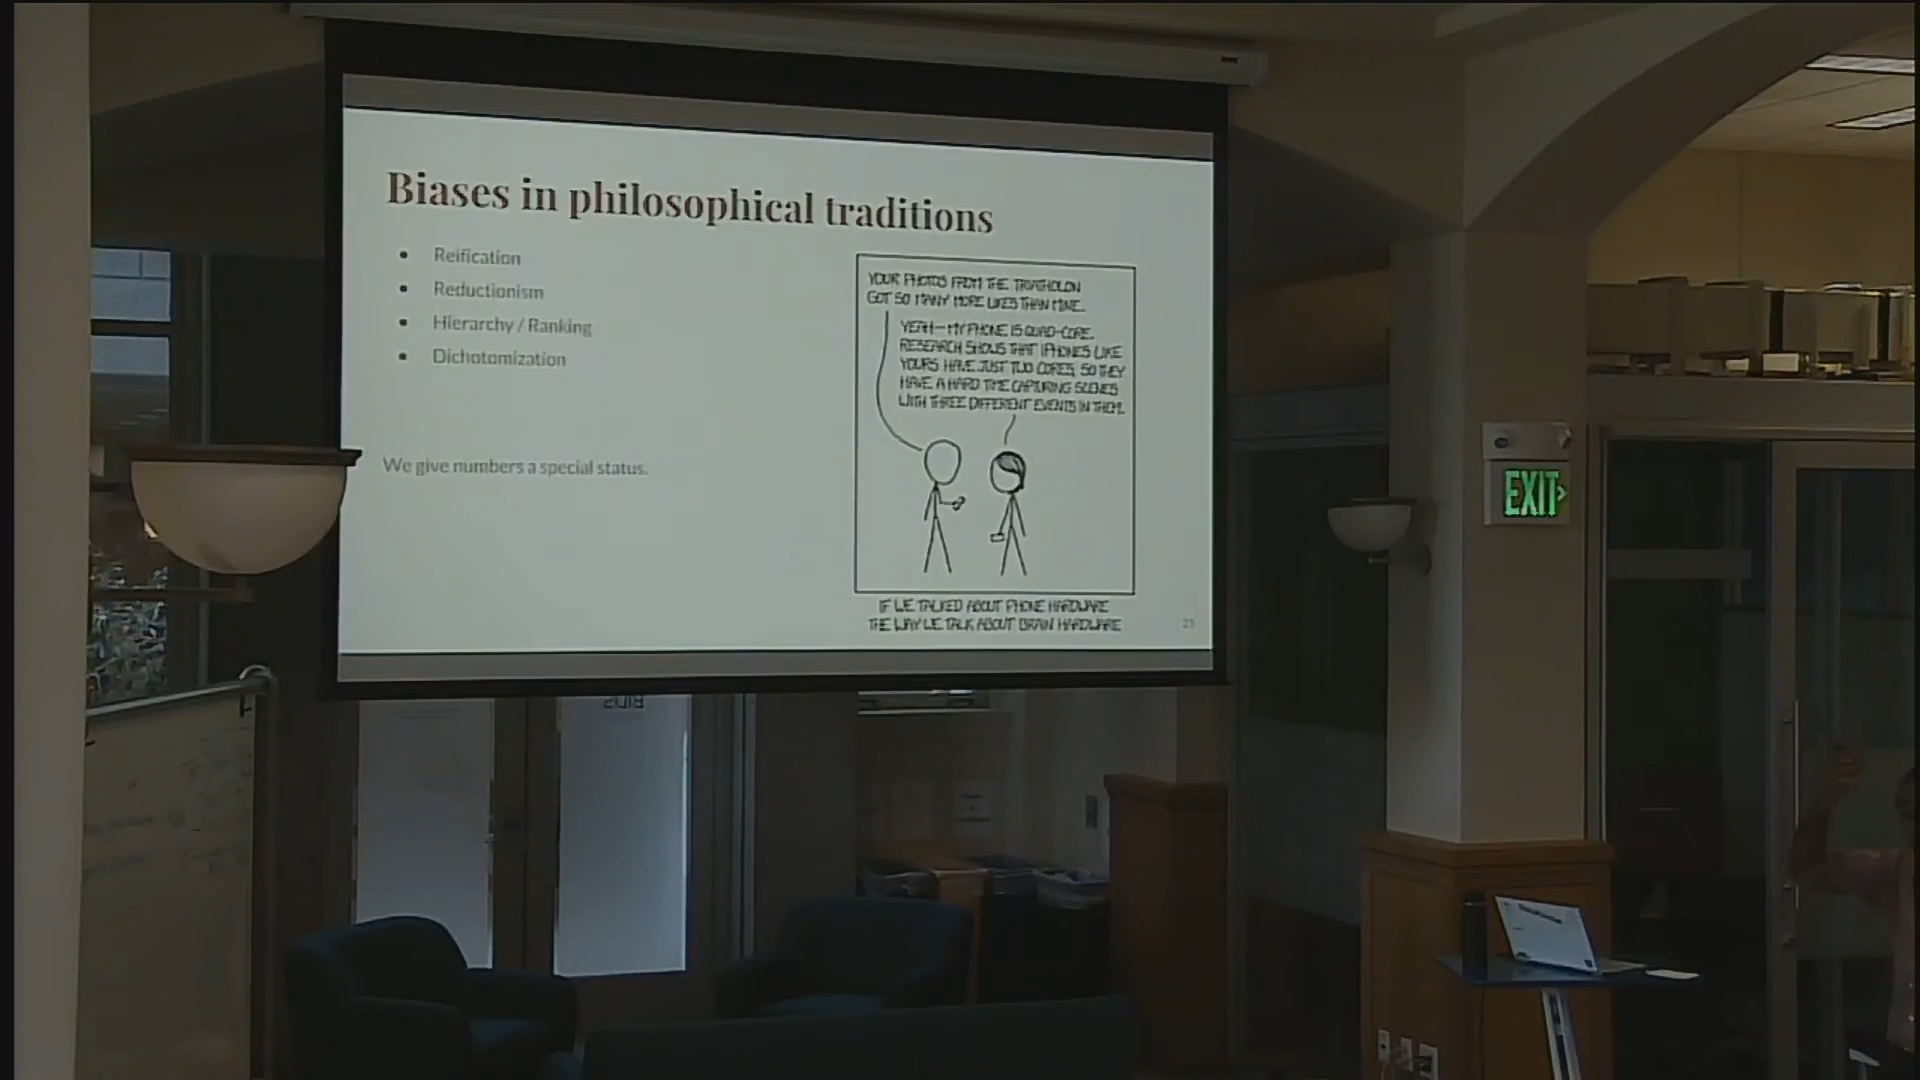 Biases in philosophical traditions
Reification
Reductionism
Hierarchy / Ranking
Dichotomization
We give numbers a special status.
YOUR PHOTOS FROM THE TRIATHOLON
GOT SO MANY MORE LIKES THAN MINE.
YEAH—MY PHONE IS QUAD-CORE.
RESEARCH SHOWS THAT IPHONES LIKE
YOURS HAVE JUST TWO CORES, SO THEY
HAVE A HARD TIME CAPTURING SCENES
WITH THREE DIFFERENT EVENTS IN THEM.
IF WE TALKED ABOUT PHONE HARDWARE
THE WAY WE TALK ABOUT BRAIN HARDWARE
EXIT
BIDS